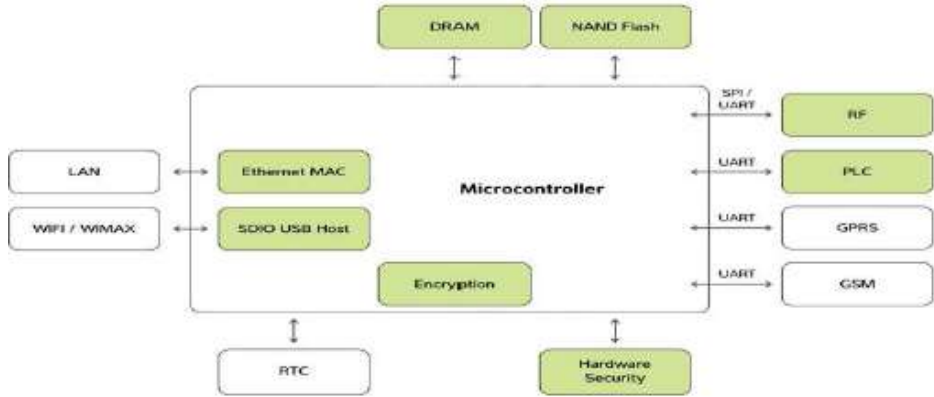 DRAM
NAND Flash
SPI /
UART
RF
LAN
Ethernet MAC
UART
PLC
Microcontroller
WIFI / WIMAX
SDIO USB Host
UART
GPRS
Encryption
UART
GSM
RTC
Hardware
Security